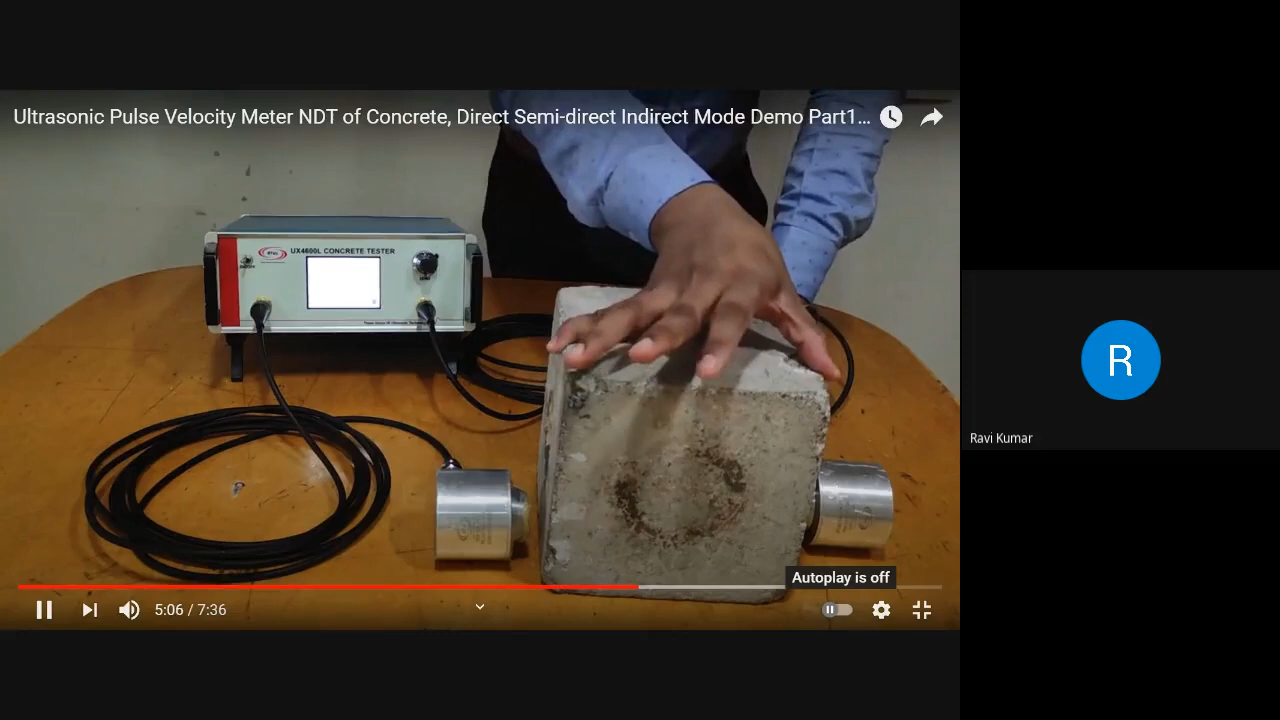 Ultrasonic Pulse Velocity Meter NDT of Concrete, Direct Semi-direct Indirect Mode Demo Part1...
UX4600L CONCRETE TESTER
Autoplay is off
5:06 / 7:36
R
Ravi Kumar